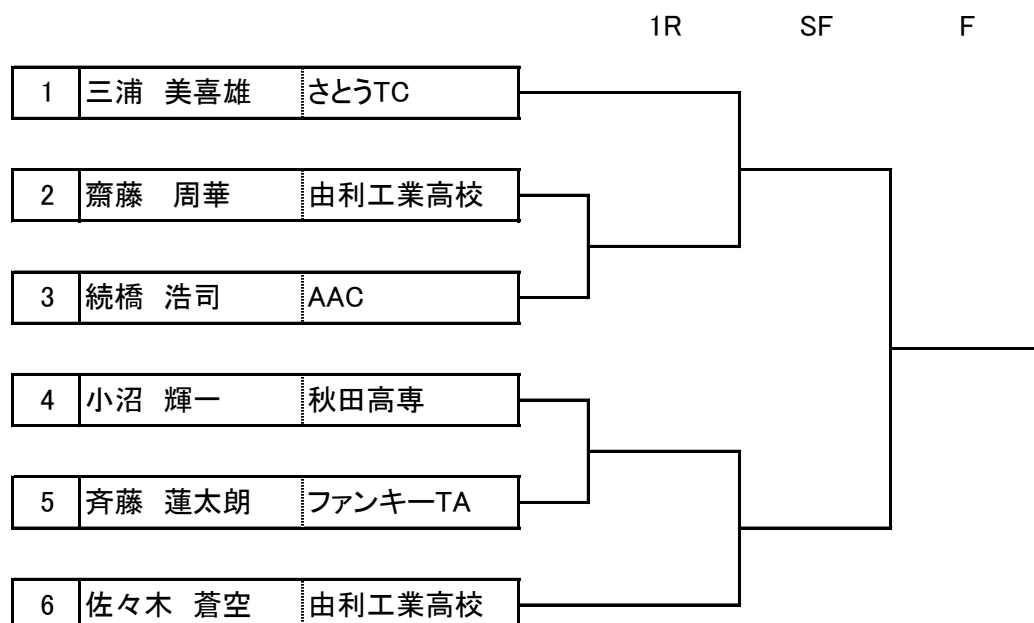 1R SF F
1 三浦 美喜雄 さとうTC
2 齋藤 周華 由利工業高校
3 続橋 浩司 AAC
4 小沼 輝一 秋田高専
5 斉藤 蓮太朗 ファンキーTA
6 佐々木 蒼空 由利工業高校